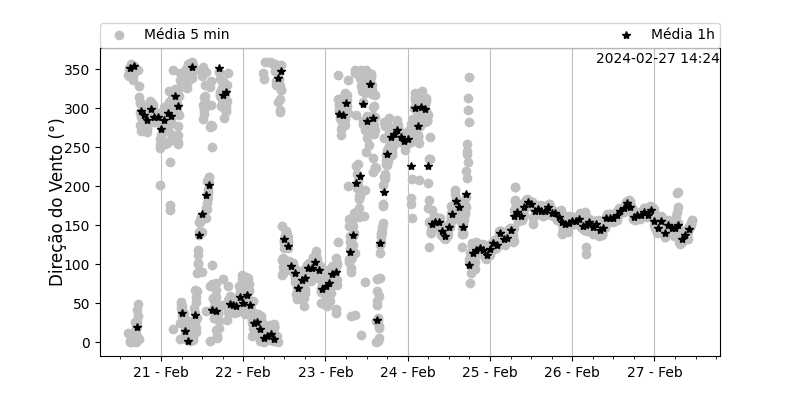 Média 5 min
Média 1h
2024-02-27 14:24
Direção do Vento (°)
350
300
250
200
150
100
50
0
21 - Feb
22 - Feb
23 - Feb
24 - Feb
25 - Feb
26 - Feb
27 - Feb